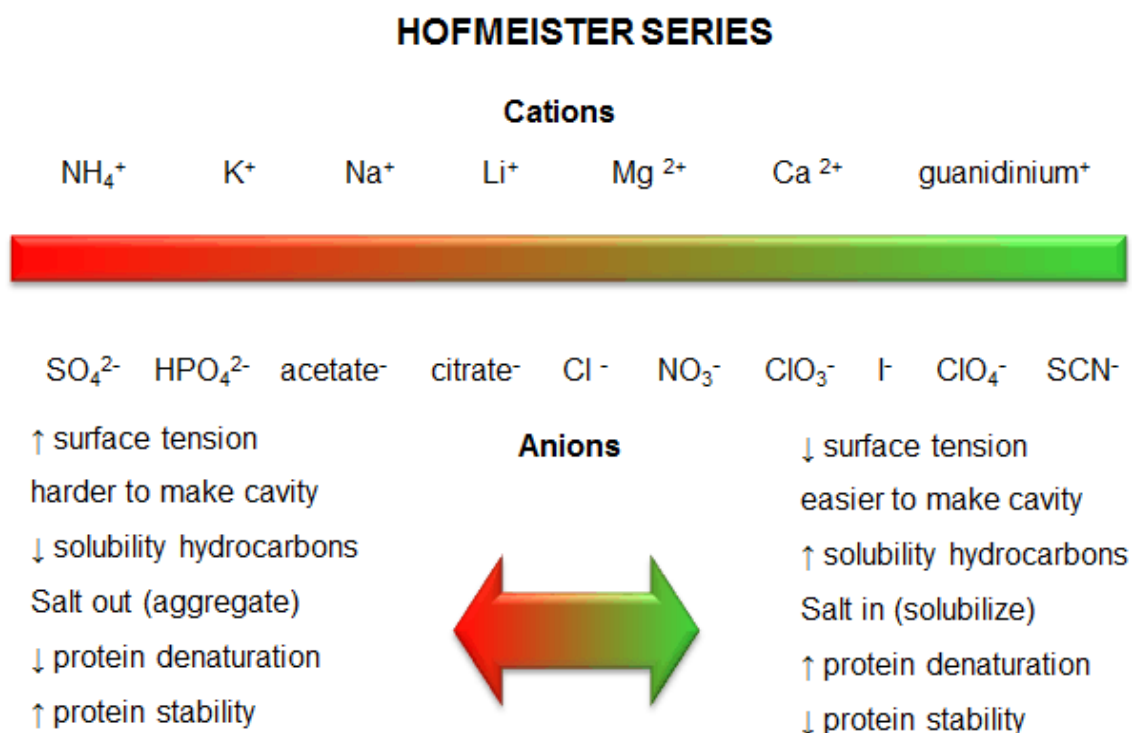 HOFMEISTER SERIES
Cations
NH₄⁺ K⁺ Na⁺ Li⁺ Mg ²⁺ Ca ²⁺ guanidinium⁺
SO₄²⁻ HPO₄²⁻ acetate⁻ citrate⁻ Cl ⁻ NO₃⁻ ClO₃⁻ I⁻ ClO₄⁻ SCN⁻
↑ surface tension
harder to make cavity
↓ solubility hydrocarbons
Salt out (aggregate)
↓ protein denaturation
↑ protein stability
Anions
↓ surface tension
easier to make cavity
↑ solubility hydrocarbons
Salt in (solubilize)
↑ protein denaturation
↓ protein stability